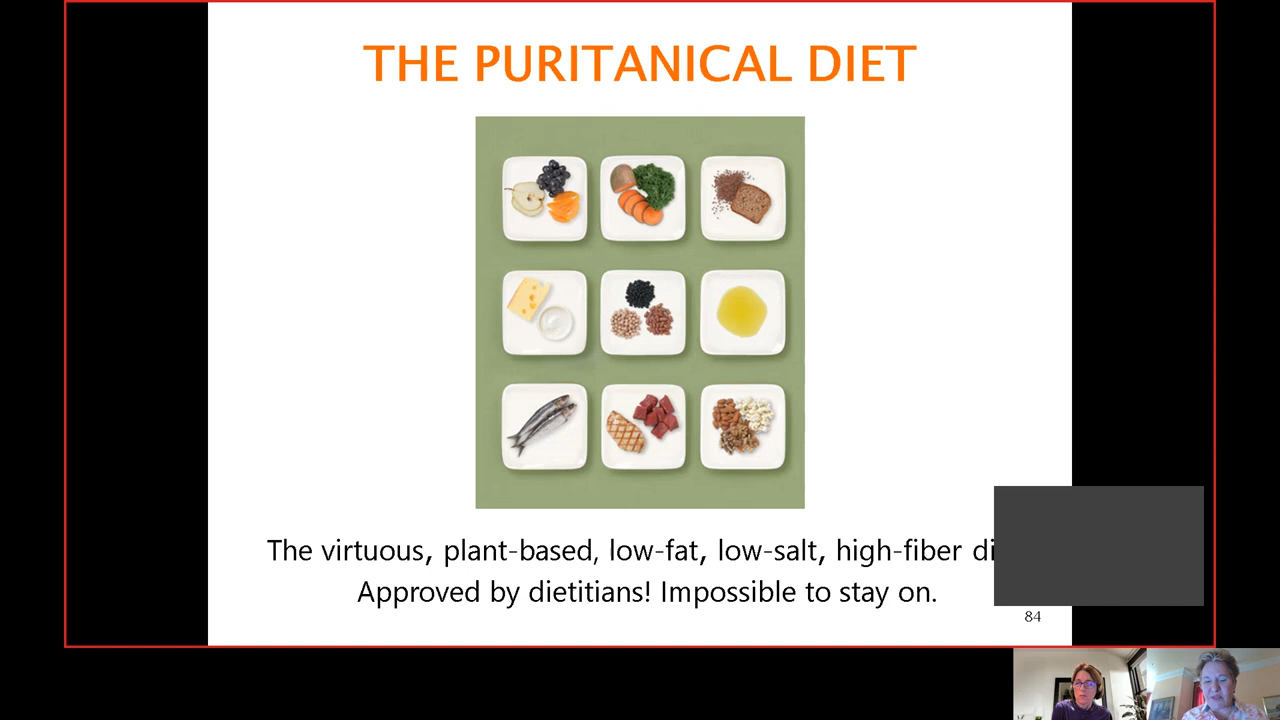 THE PURITANICAL DIET
The virtuous, plant-based, low-fat, low-salt, high-fiber
Approved by dietitians! Impossible to stay on.
84